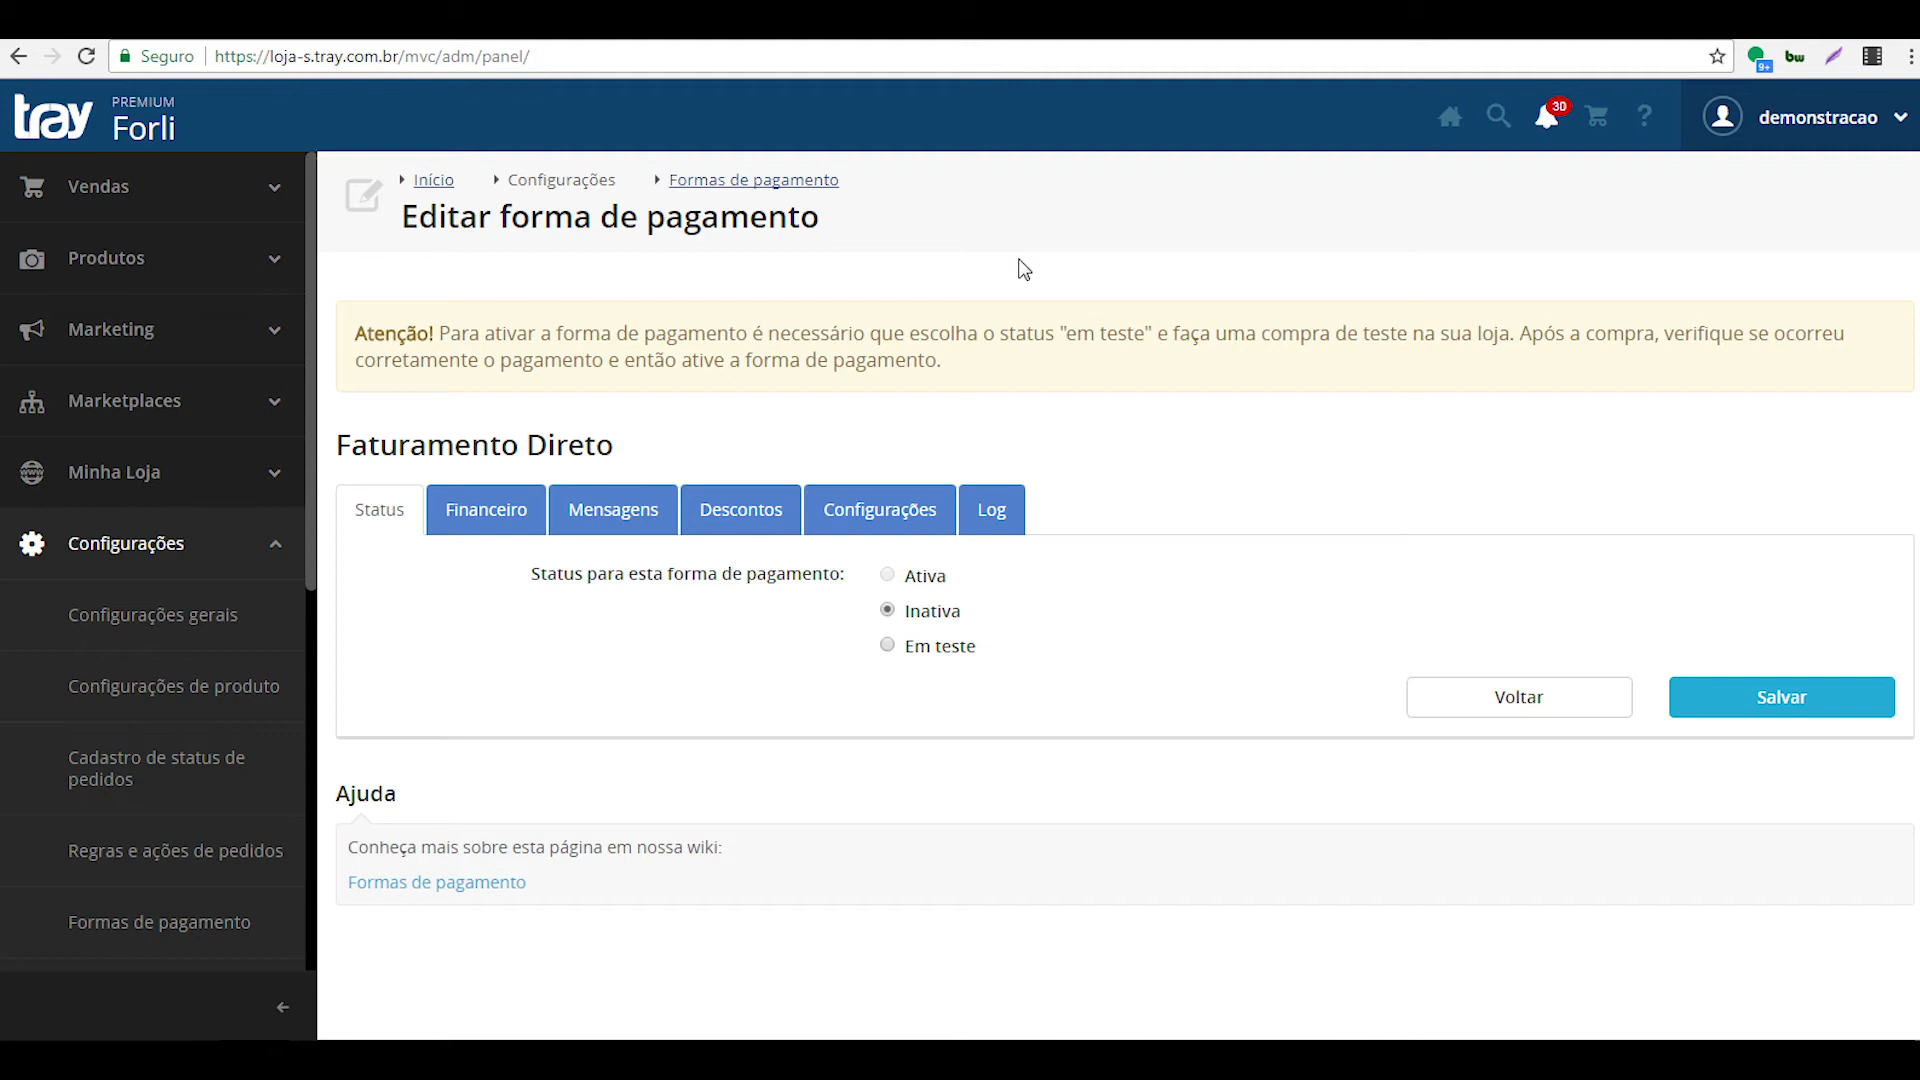 Seguro https://loja-s.tray.com.br/mvc/adm/panel/
9+
bw
tray PREMIUM Forli
30
demonstracao
Vendas
Produtos
Marketing
Marketplaces
Minha Loja
Configurações
Configurações gerais
Configurações de produto
Cadastro de status de
pedidos
Regras e ações de pedidos
Formas de pagamento
Início Configurações Formas de pagamento
Editar forma de pagamento
Atenção! Para ativar a forma de pagamento é necessário que escolha o status "em teste" e faça uma compra de teste na sua loja. Após a compra, verifique se ocorreu
corretamente o pagamento e então ative a forma de pagamento.
Faturamento Direto
Status Financeiro Mensagens Descontos Configurações Log
Status para esta forma de pagamento: Ativa
Inativa
Em teste
Voltar Salvar
Ajuda
Conheça mais sobre esta página em nossa wiki:
Formas de pagamento